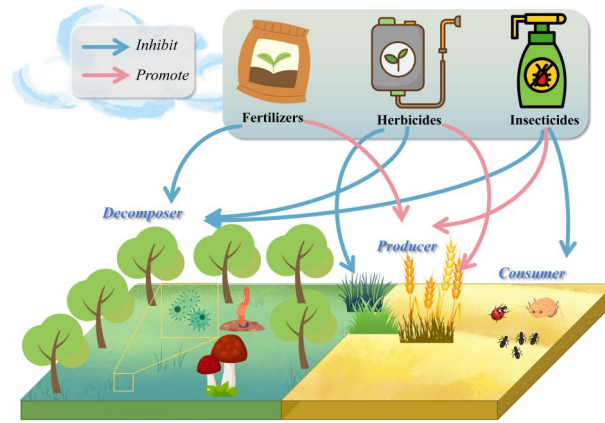 Inhibit
Promote
Fertilizers
Herbicides
Insecticides
Decomposer
Producer
Consumer